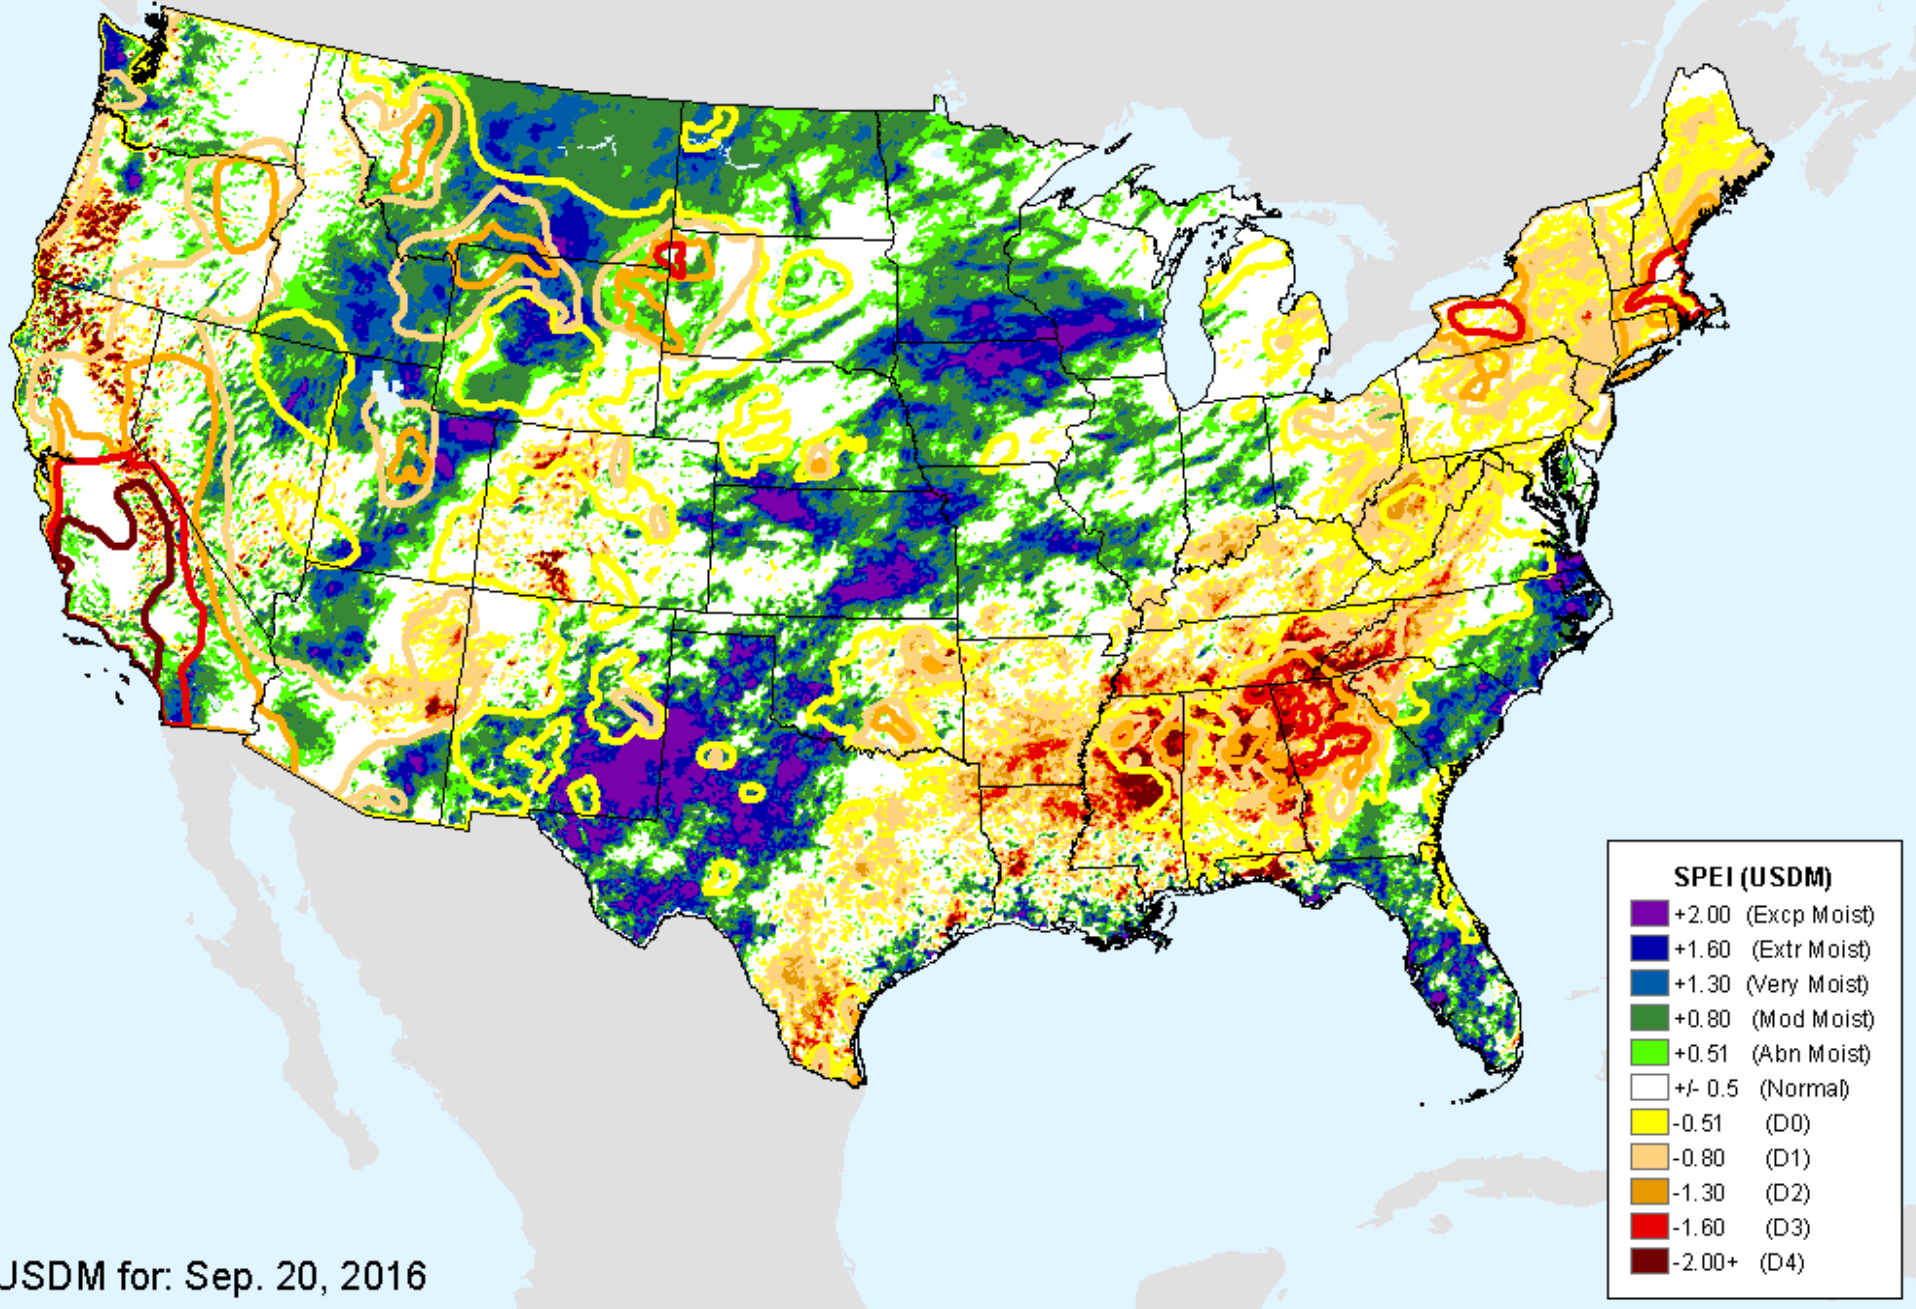 SPEI (USDM)
+2.00 (Excp Moist)
+1.60 (Extr Moist)
+1.30 (Very Moist)
+0.80 (Mod Moist)
+0.51 (Abn Moist)
+/- 0.5 (Normal)
-0.51 (D0)
-0.80 (D1)
-1.30 (D2)
-1.60 (D3)
-2.00+ (D4)
USDM for: Sep. 20, 2016